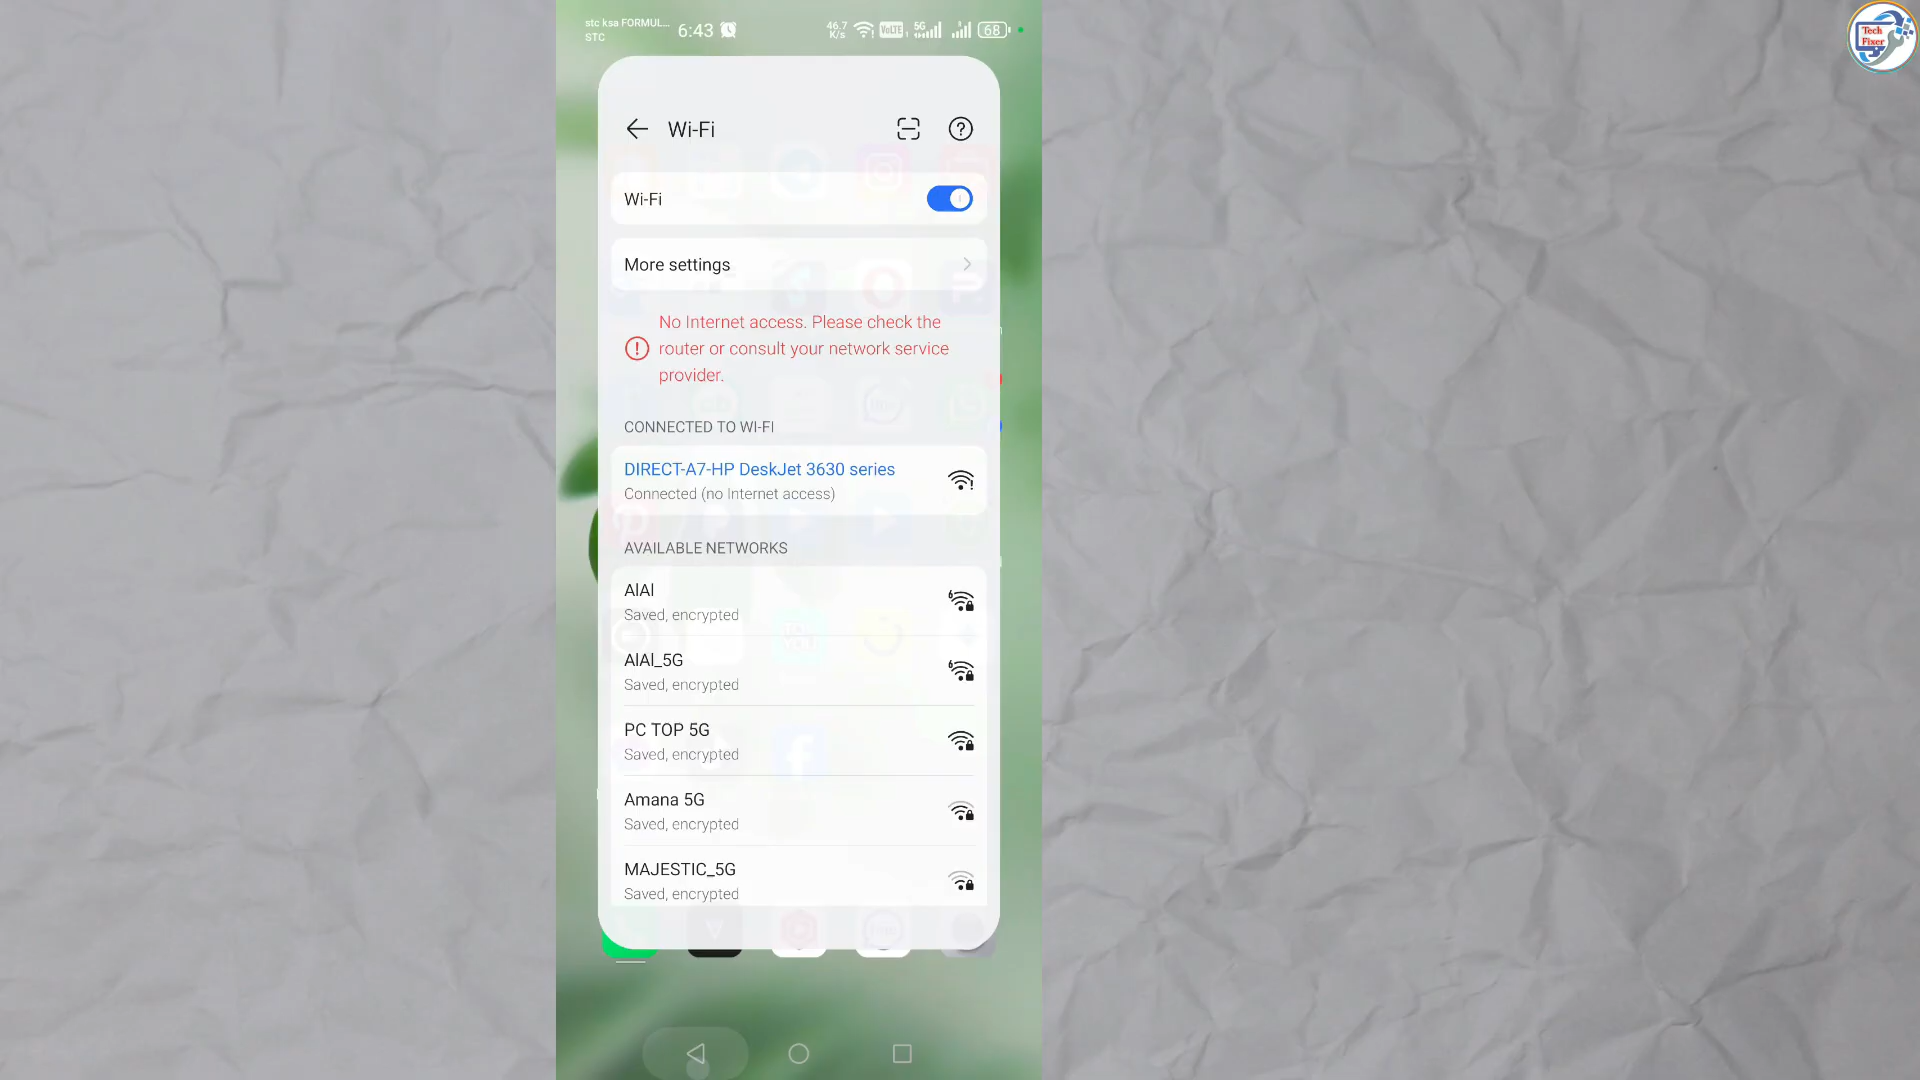 stc ksa FORMUL...
STC
6:43
46.7
K/s
VoLTE
5G
68
Tech
Fixer
Wi-Fi
Wi-Fi
More settings
No Internet access. Please check the
router or consult your network service
provider.
CONNECTED TO WI-FI
DIRECT-A7-HP DeskJet 3630 series
Connected (no Internet access)
AVAILABLE NETWORKS
AlAl
Saved, encrypted
AlAl_5G
Saved, encrypted
PC TOP 5G
Saved, encrypted
Amana 5G
Saved, encrypted
MAJESTIC_5G
Saved, encrypted